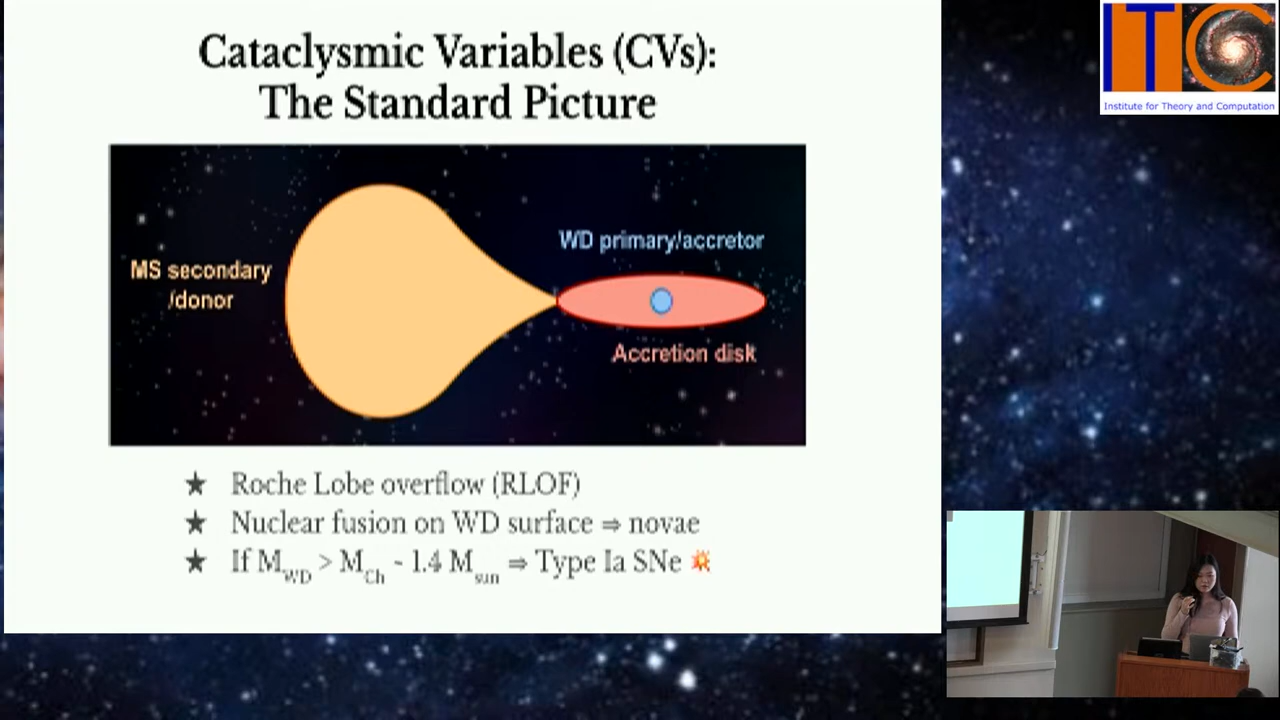 Cataclysmic Variables (CVs):
The Standard Picture
MS secondary
/donor
WD primary/accretor
Accretion disk
★ Roche Lobe overflow (RLOF)
★ Nuclear fusion on WD surface ⇒ novae
★ If M_WD > M_Ch ~ 1.4 M_sun ⇒ Type Ia SNe 💥
ITC
Institute for Theory and Computation